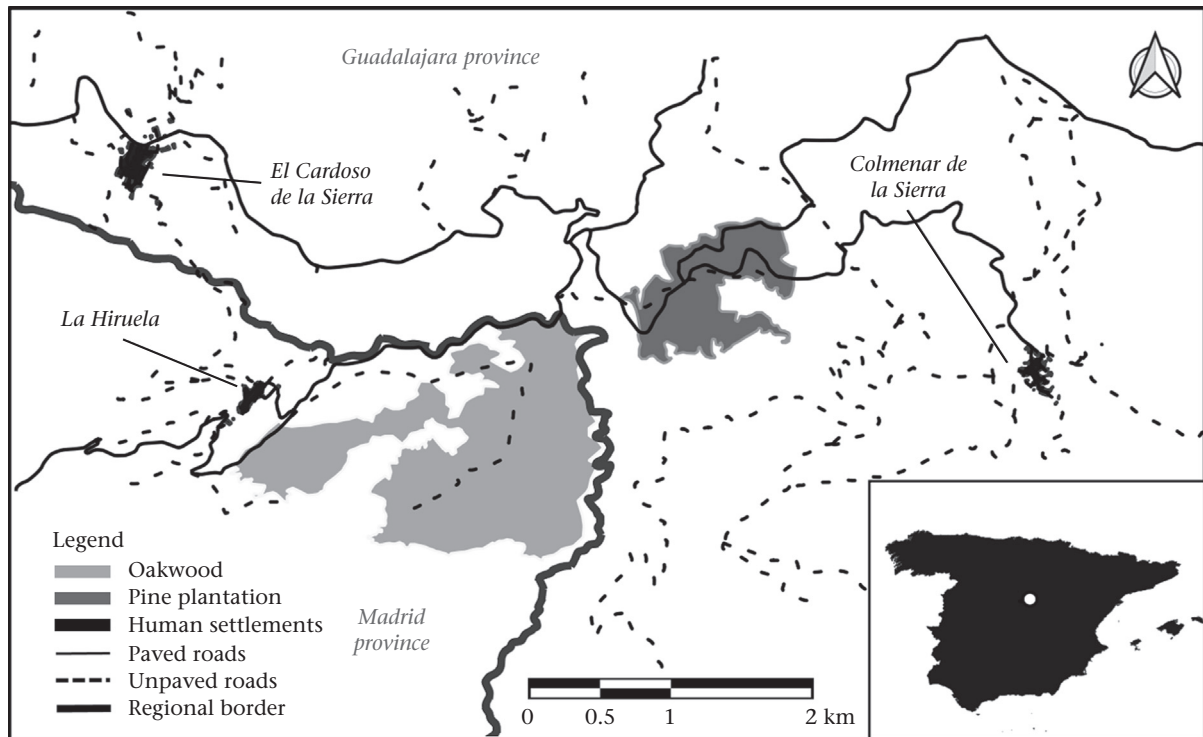 Guadalajara province
El Cardoso
de la Sierra
Colmenar de
la Sierra
La Hiruela
Legend
Oakwood
Pine plantation
Human settlements
Paved roads
Unpaved roads
Regional border
Madrid
province
0
0.5
1
2 km